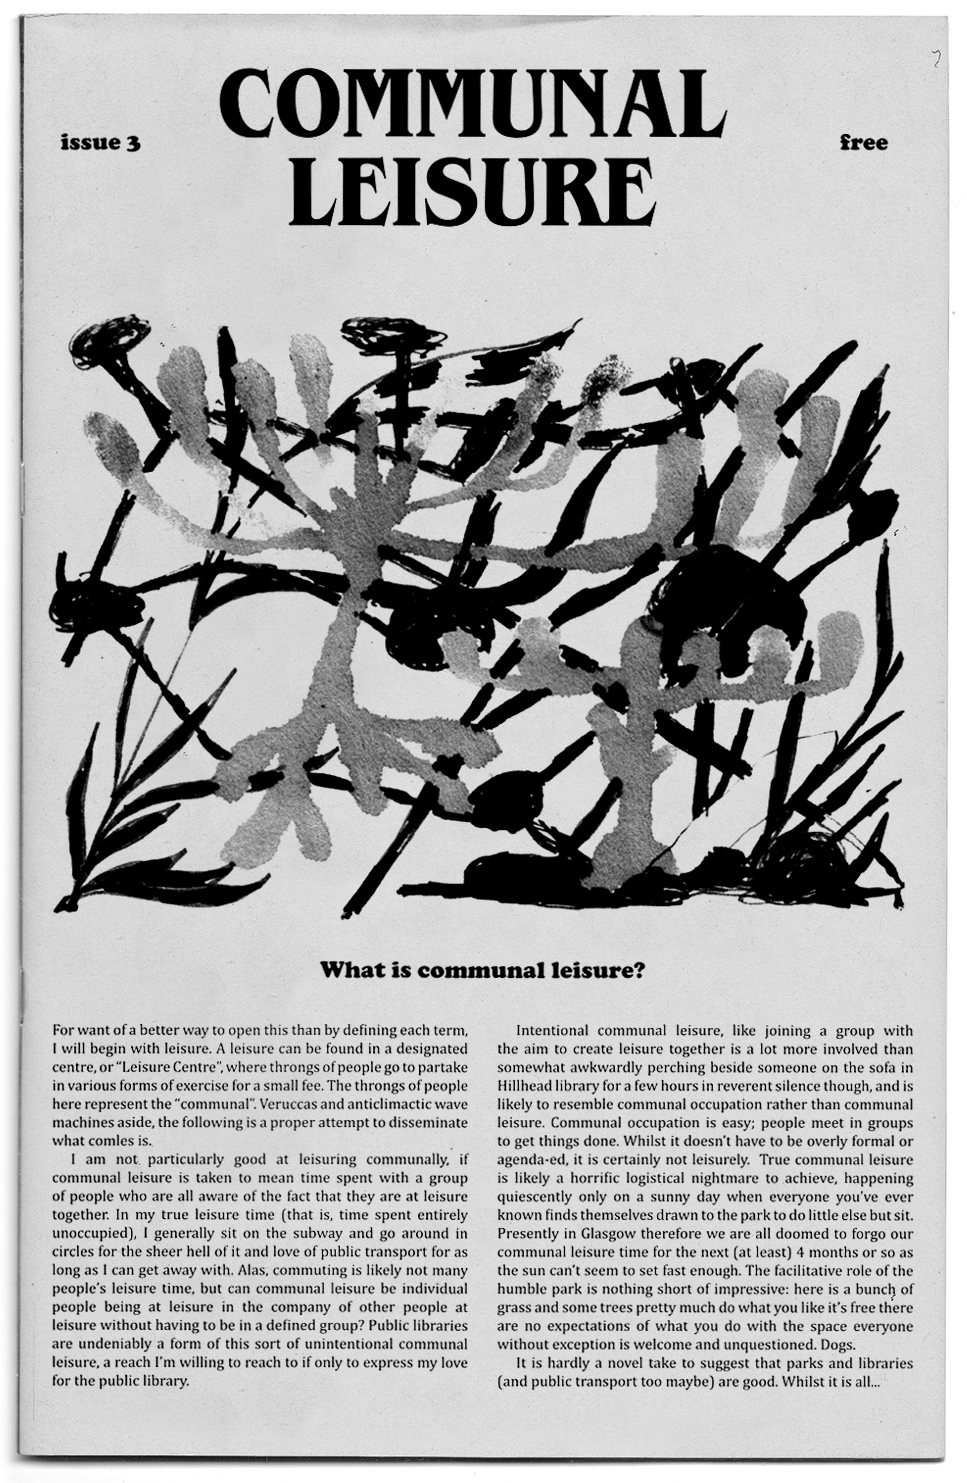 COMMUNAL
LEISURE
issue 3
free
What is communal leisure?
For want of a better way to open this than by defining each term,
I will begin with leisure. A leisure can be found in a designated
centre, or “Leisure Centre”, where throngs of people go to partake
in various forms of exercise for a small fee. The throngs of people
here represent the “communal”. Veruccas and anticlimactic wave
machines aside, the following is a proper attempt to disseminate
what comles is.
I am not particularly good at leisuring communally, if
communal leisure is taken to mean time spent with a group
of people who are all aware of the fact that they are at leisure
together. In my true leisure time (that is, time spent entirely
unoccupied), I generally sit on the subway and go around in
circles for the sheer hell of it and love of public transport for as
long as I can get away with. Alas, commuting is likely not many
people’s leisure time, but can communal leisure be individual
people being at leisure in the company of other people at
leisure without having to be in a defined group? Public libraries
are undeniably a form of this sort of unintentional communal
leisure, a reach I’m willing to reach to if only to express my love
for the public library.
Intentional communal leisure, like joining a group with
the aim to create leisure together is a lot more involved than
somewhat awkwardly perching beside someone on the sofa in
Hillhead library for a few hours in reverent silence though, and is
likely to resemble communal occupation rather than communal
leisure. Communal occupation is easy; people meet in groups
to get things done. Whilst it doesn’t have to be overly formal or
agenda-ed, it is certainly not leisurely. True communal leisure
is likely a horrific logistical nightmare to achieve, happening
quiescently only on a sunny day when everyone you’ve ever
known finds themselves drawn to the park to do little else but sit.
Presently in Glasgow therefore we are all doomed to forgo our
communal leisure time for the next (at least) 4 months or so as
the sun can’t seem to set fast enough. The facilitative role of the
humble park is nothing short of impressive: here is a bunch of
grass and some trees pretty much do what you like it’s free there
are no expectations of what you do with the space everyone
without exception is welcome and unquestioned. Dogs.
It is hardly a novel take to suggest that parks and libraries
(and public transport too maybe) are good. Whilst it is all...